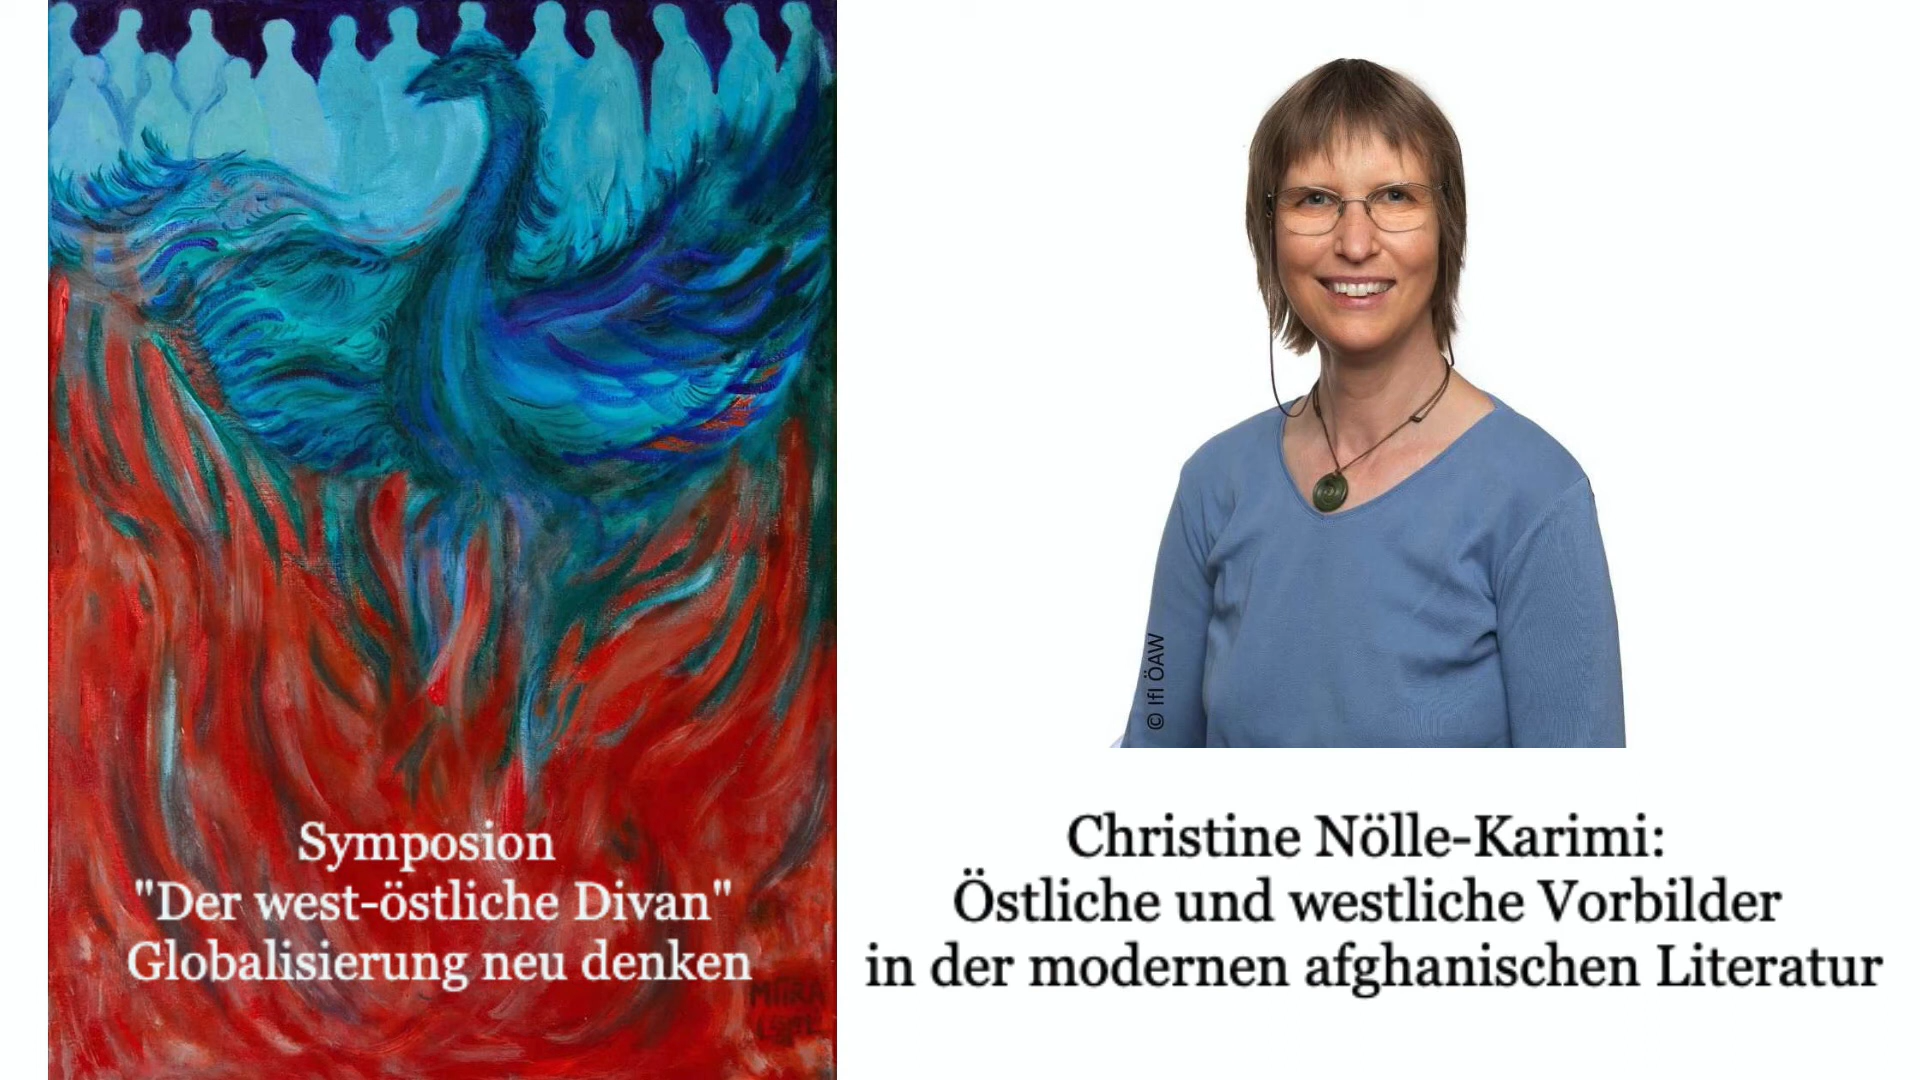 Symposion
"Der west-östliche Divan"
Globalisierung neu denken
MITRA
© IfI ÖAW
Christine Nölle-Karimi:
Östliche und westliche Vorbilder
in der modernen afghanischen Literatur